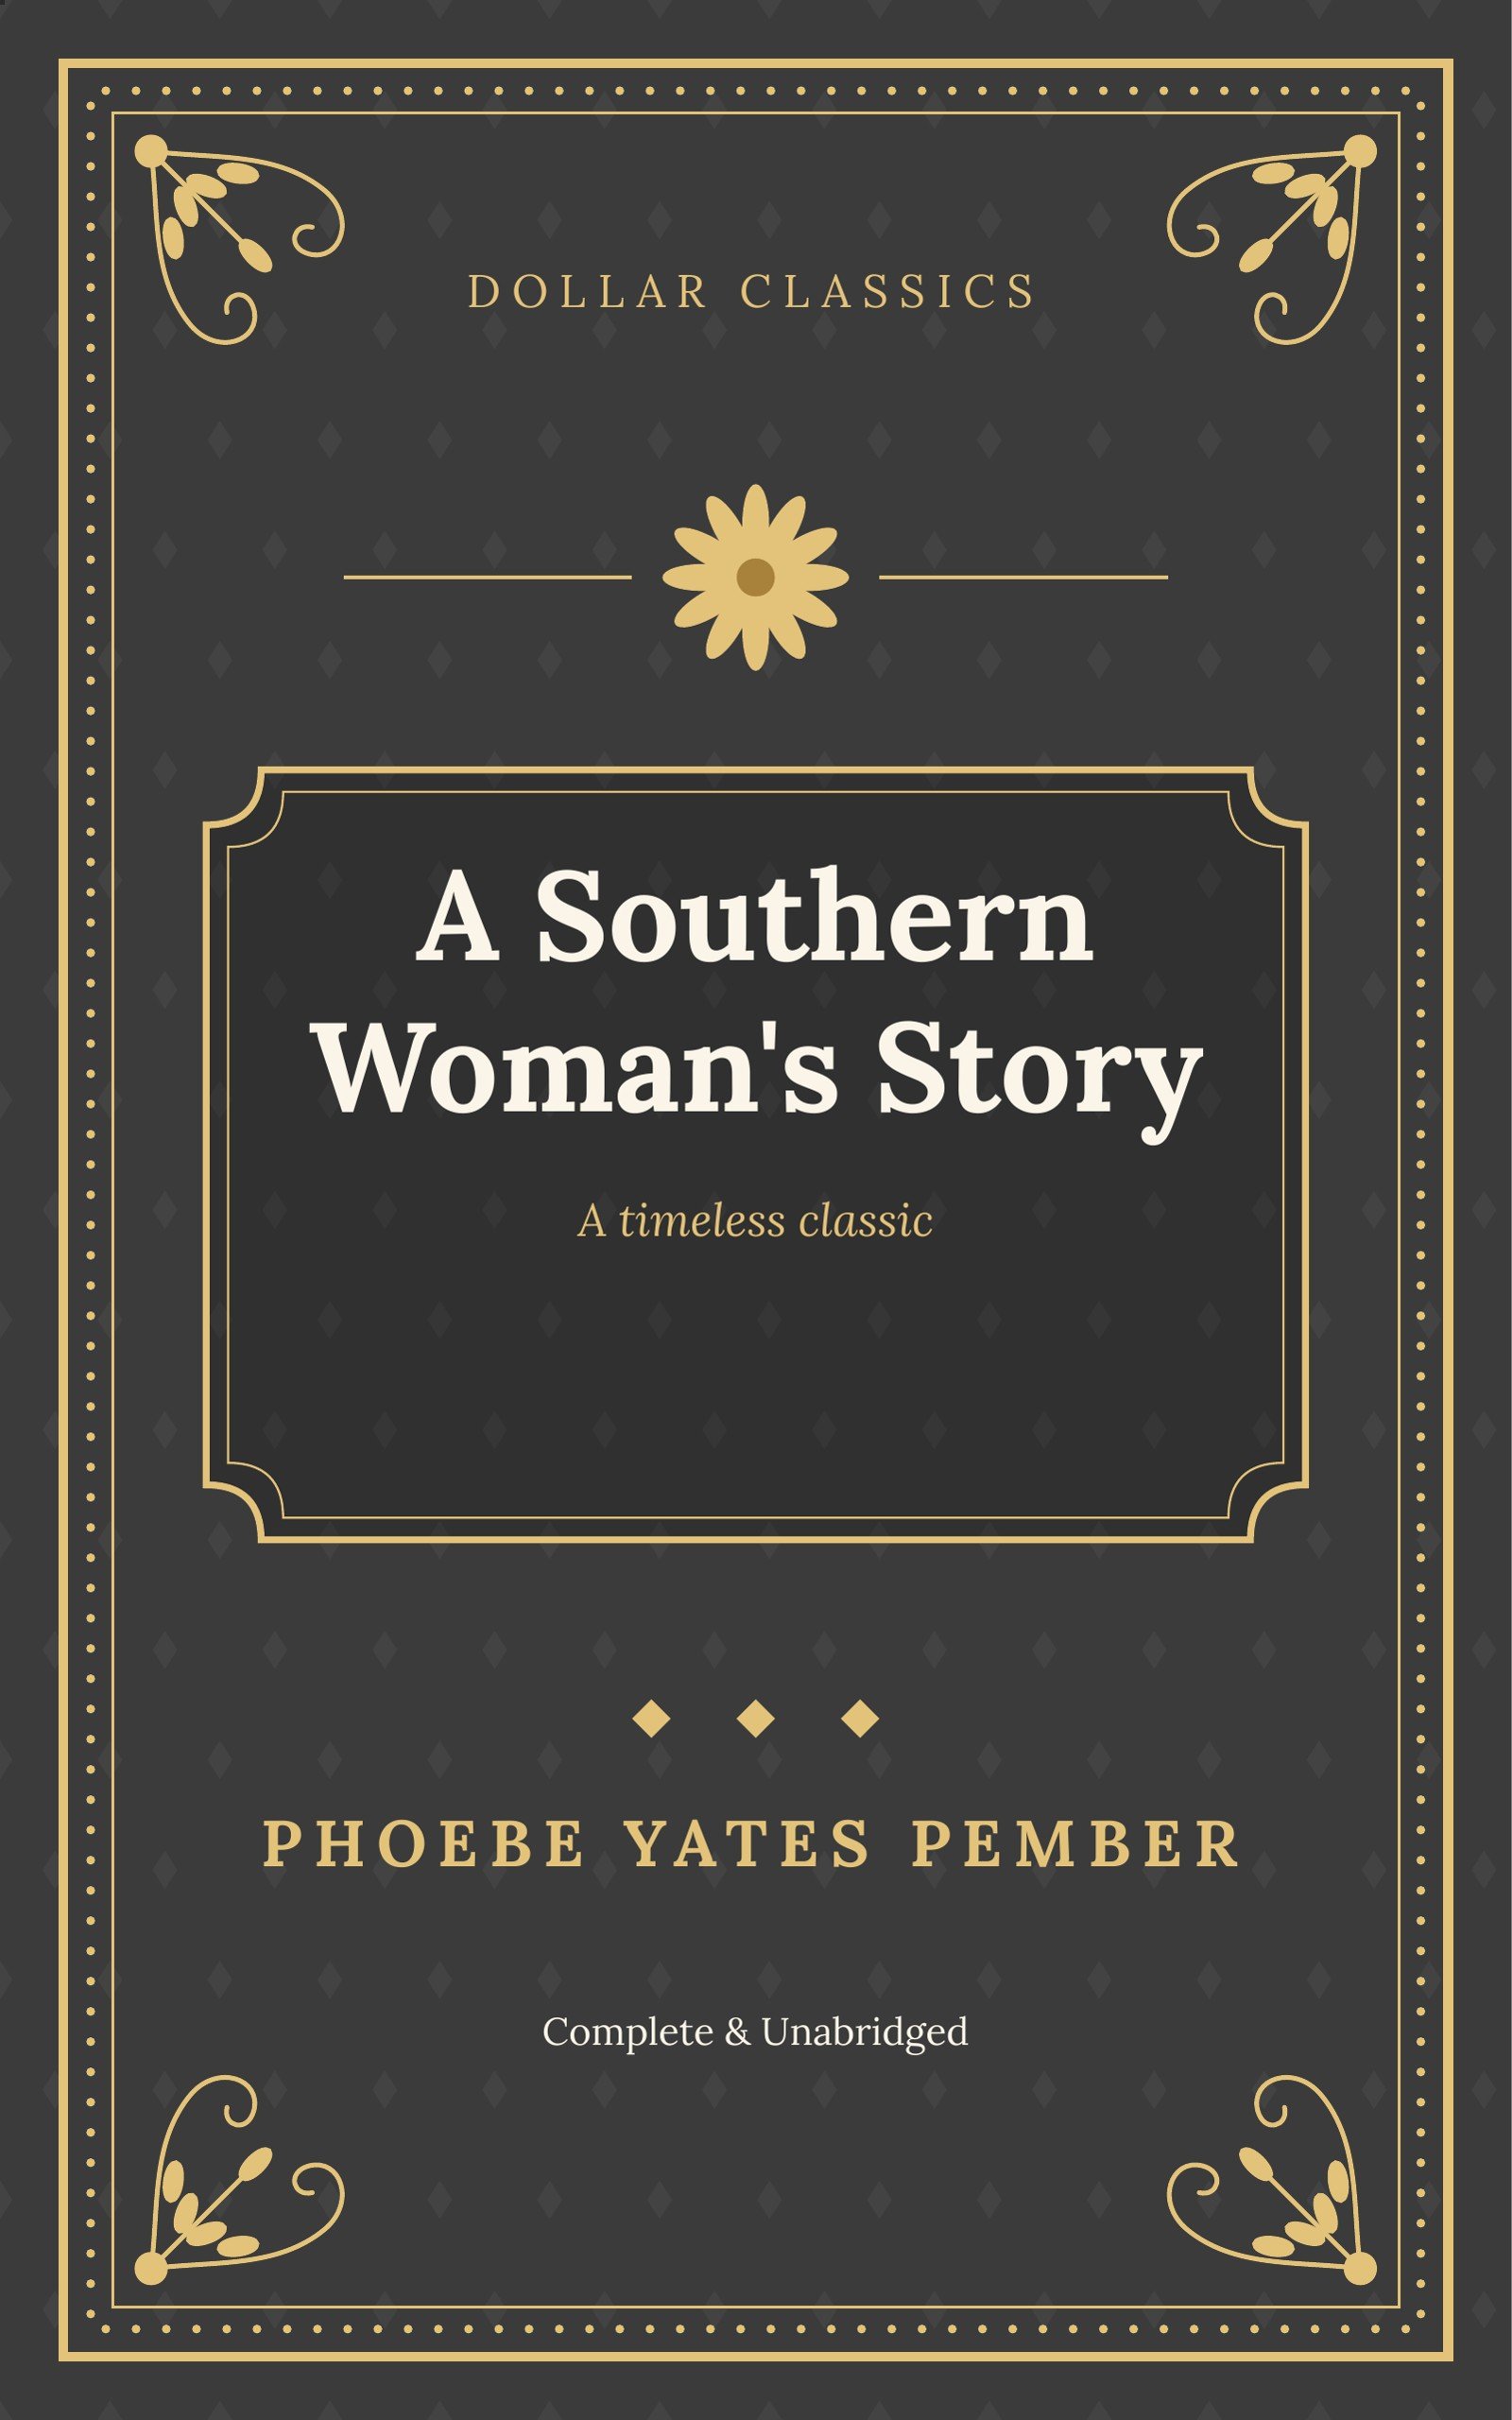 DOLLAR CLASSICS
A Southern
Woman's Story
A timeless classic
PHOEBE YATES PEMBER
Complete & Unabridged